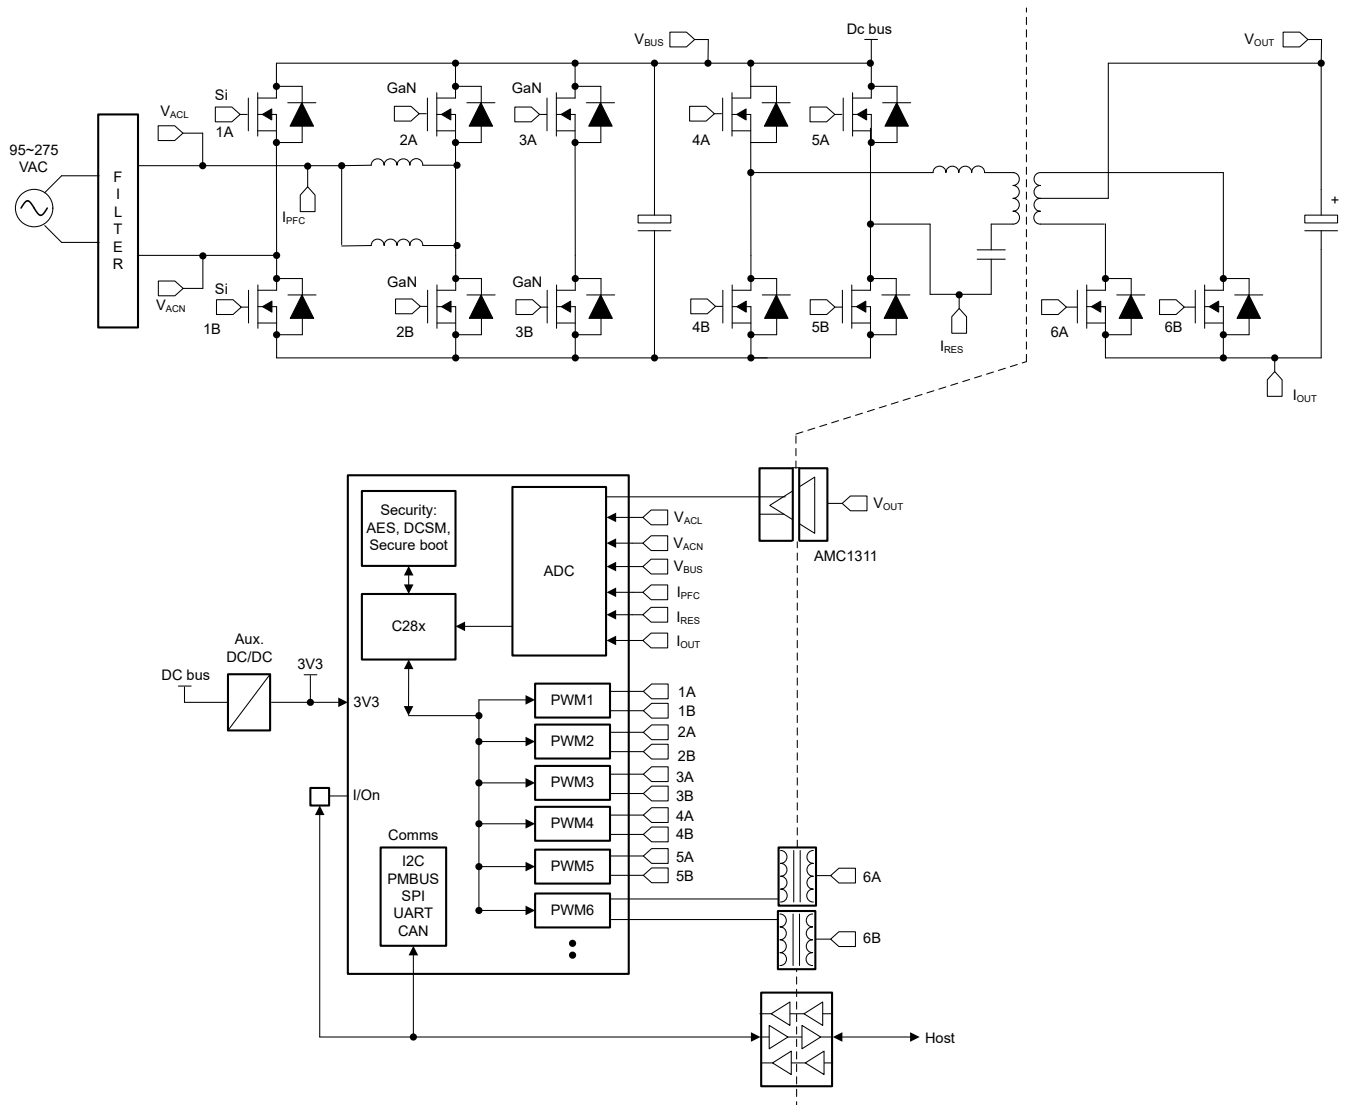 Dc bus
VBUS
VOUT
Si
1A
GaN
2A
GaN
3A
4A
5A
VACL
95~275
VAC
FILTER
IPFC
VACN
Si
1B
GaN
2B
GaN
3B
4B
5B
IRES
6A
6B
+
IOUT
Security:
AES, DCSM,
Secure boot
ADC
C28x
VACL
VACN
VBUS
IPFC
IRES
IOUT
VOUT
AMC1311
Aux.
DC/DC
DC bus
3V3
3V3
I/On
PWM1
1A
1B
PWM2
2A
2B
PWM3
3A
3B
PWM4
4A
4B
PWM5
5A
5B
PWM6
6A
6B
Comms
I2C
PMBUS
SPI
UART
CAN
Host